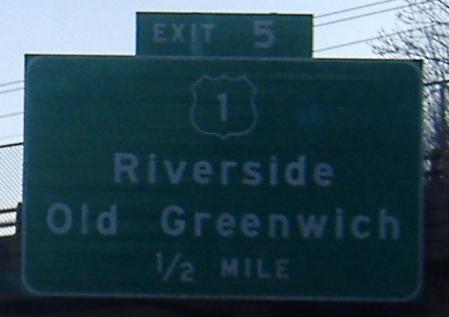 EXIT 5
1
Riverside
Old Greenwich
1/2 MILE